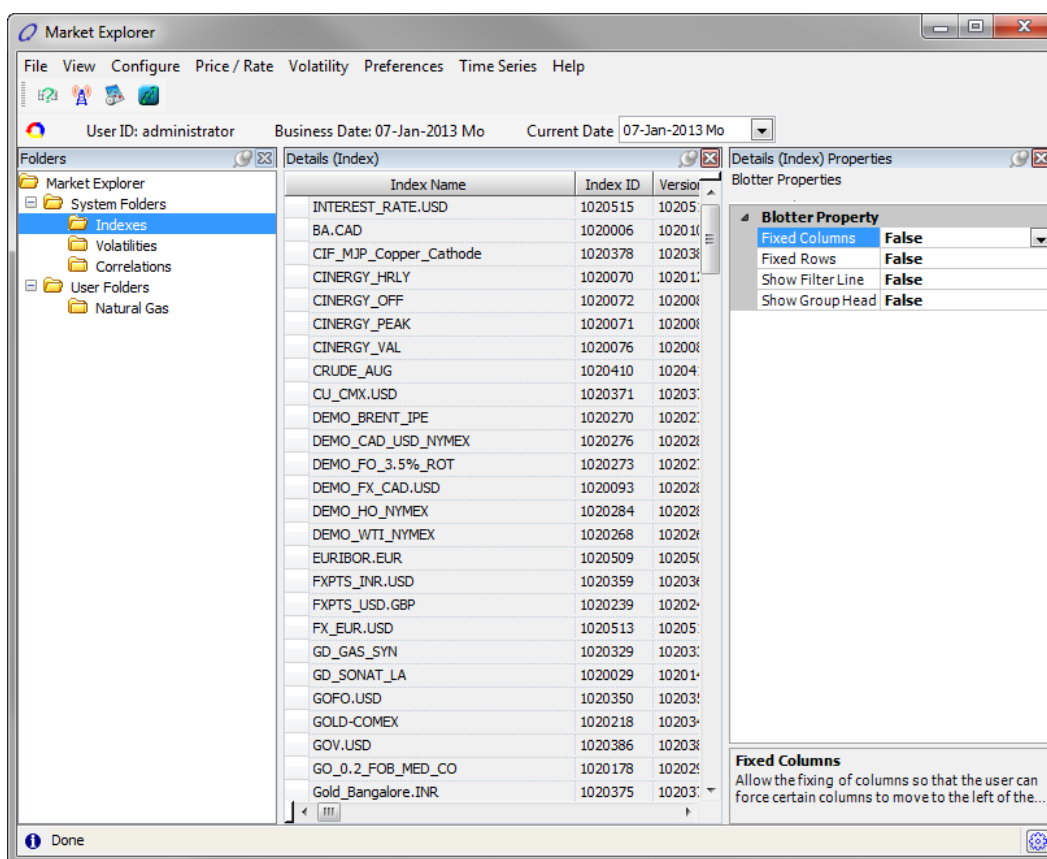 Market Explorer
File View Configure Price / Rate Volatility Preferences Time Series Help
User ID: administrator Business Date: 07-Jan-2013 Mo Current Date 07-Jan-2013 Mo
Folders
Market Explorer
System Folders
Indexes
Volatilities
Correlations
User Folders
Natural Gas
Details (Index)
Index Name Index ID Version
INTEREST_RATE.USD 1020515
BA.CAD 1020006
CIF_MJP_Copper_Cathode 1020378
CINERGY_HRLY 1020070
CINERGY_OFF 1020072
CINERGY_PEAK 1020071
CINERGY_VAL 1020076
CRUDE_AUG 1020410
CU_CMX.USD 1020371
DEMO_BRENT_IPE 1020270
DEMO_CAD_USD_NYMEX 1020276
DEMO_FO_3.5%_ROT 1020273
DEMO_FX_CAD.USD 1020093
DEMO_HO_NYMEX 1020284
DEMO_WTI_NYMEX 1020268
EURIBOR.EUR 1020509
FXPTS_INR.USD 1020359
FXPTS_USD.GBP 1020239
FX_EUR.USD 1020513
GD_GAS_SYN 1020329
GD_SONAT_LA 1020029
GOFO.USD 1020350
GOLD-COMEX 1020218
GOV.USD 1020386
GO_0.2_FOB_MED_CO 1020178
Gold_Bangalore.INR 1020375
Details (Index) Properties
Blotter Properties
Blotter Property
Fixed Columns False
Fixed Rows False
Show Filter Line False
Show Group Head False
Fixed Columns
Allow the fixing of columns so that the user can
force certain columns to move to the left of the...
Done